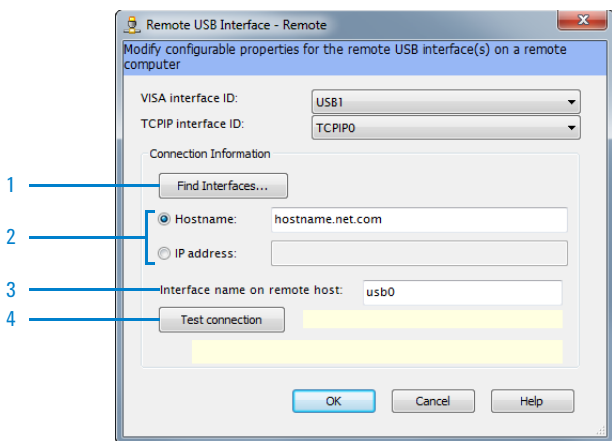 Remote USB Interface - Remote
Modify configurable properties for the remote USB interface(s) on a remote
computer
VISA interface ID:
USB1
TCPIP interface ID:
TCPIP0
Connection Information
1
Find Interfaces...
2
Hostname:
hostname.net.com
IP address:
3
Interface name on remote host:
usb0
4
Test connection
OK
Cancel
Help